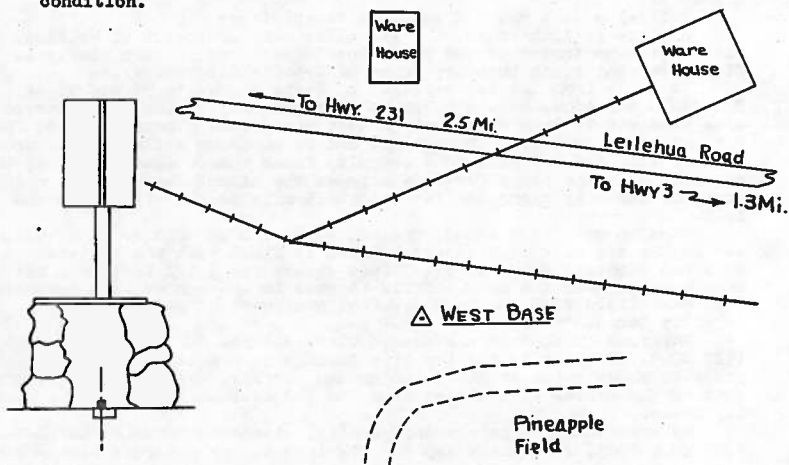 condition.
Ware
House
Ware
House
To Hwy. 231 2.5 Mi.
Leilehua Road
To Hwy 3 1.3 Mi.
△ WEST BASE
Pineapple
Field